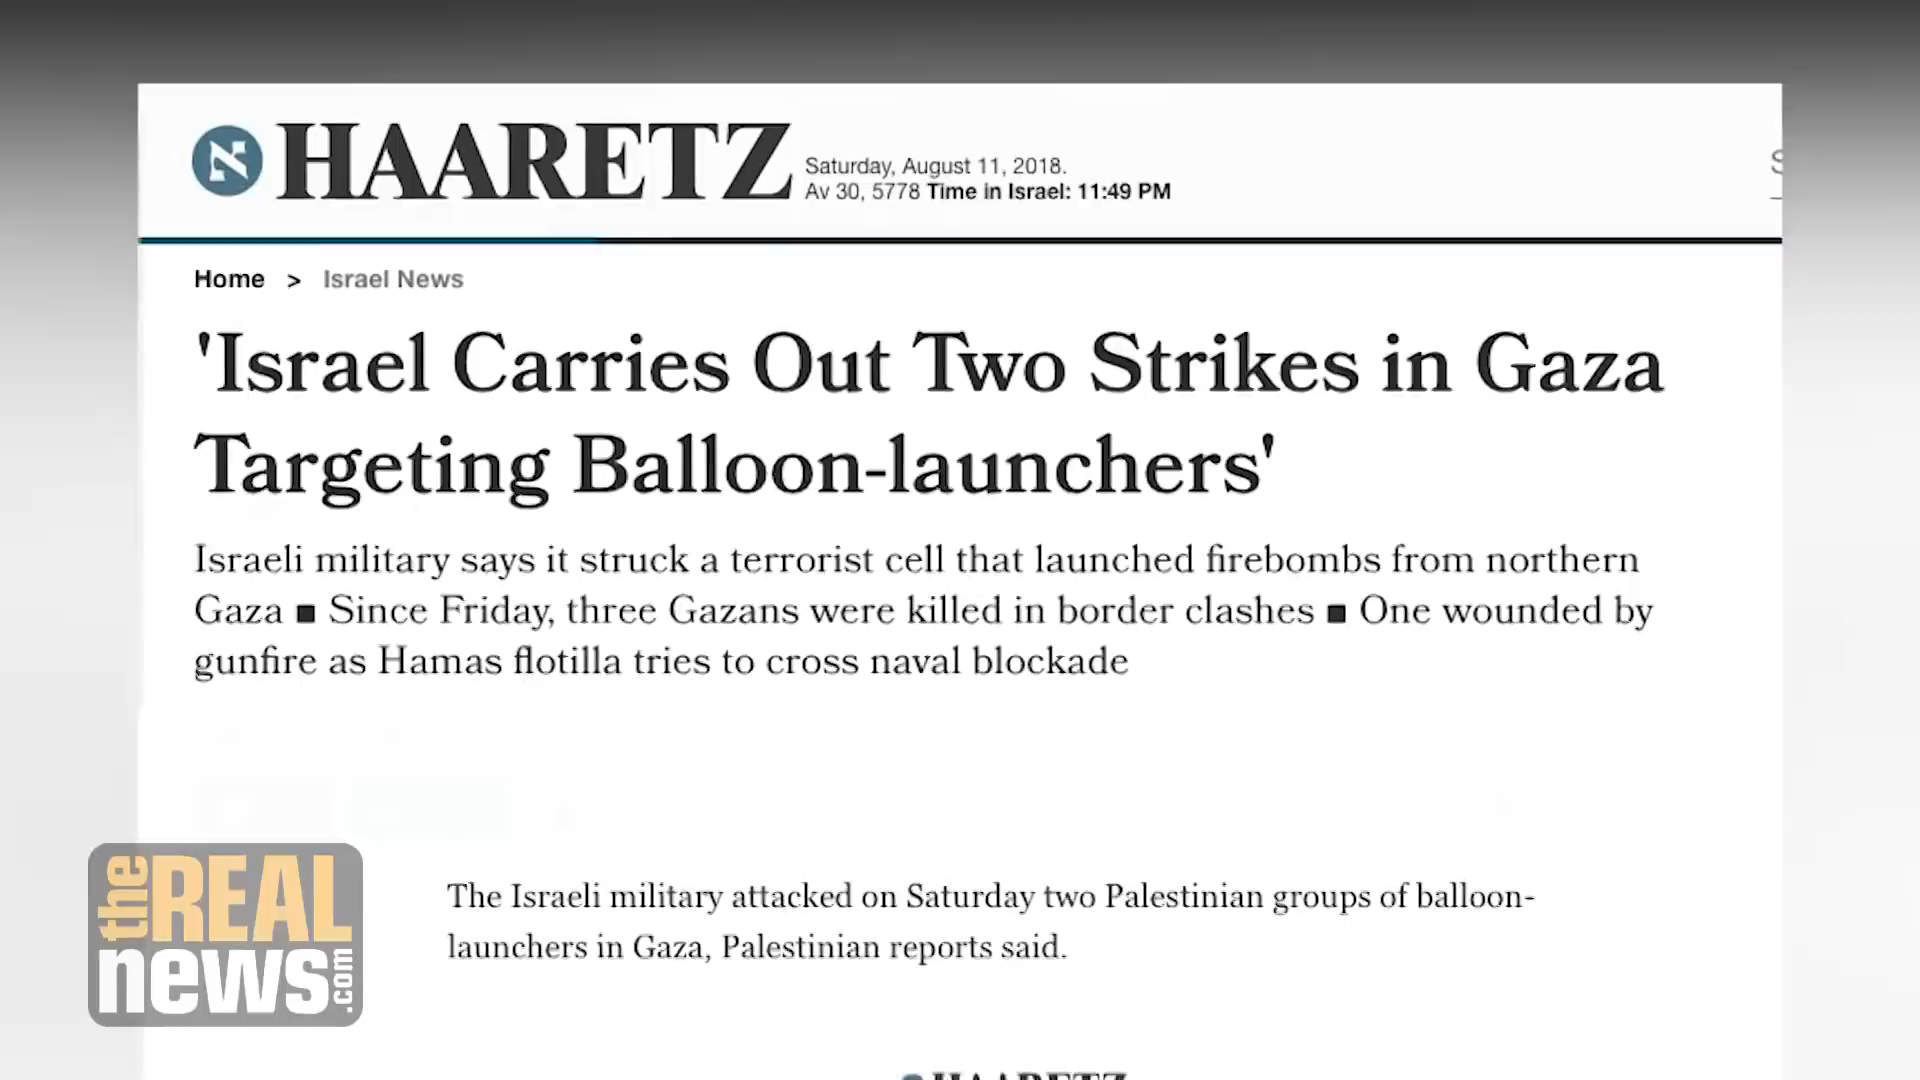 HAARETZ
Saturday, August 11, 2018.
Av 30, 5778 Time in Israel: 11:49 PM
Home > Israel News
'Israel Carries Out Two Strikes in Gaza
Targeting Balloon-launchers'
Israeli military says it struck a terrorist cell that launched firebombs from northern
Gaza ■ Since Friday, three Gazans were killed in border clashes ■ One wounded by
gunfire as Hamas flotilla tries to cross naval blockade
The Israeli military attacked on Saturday two Palestinian groups of balloon-
launchers in Gaza, Palestinian reports said.
the REAL
news.com
HAARETZ